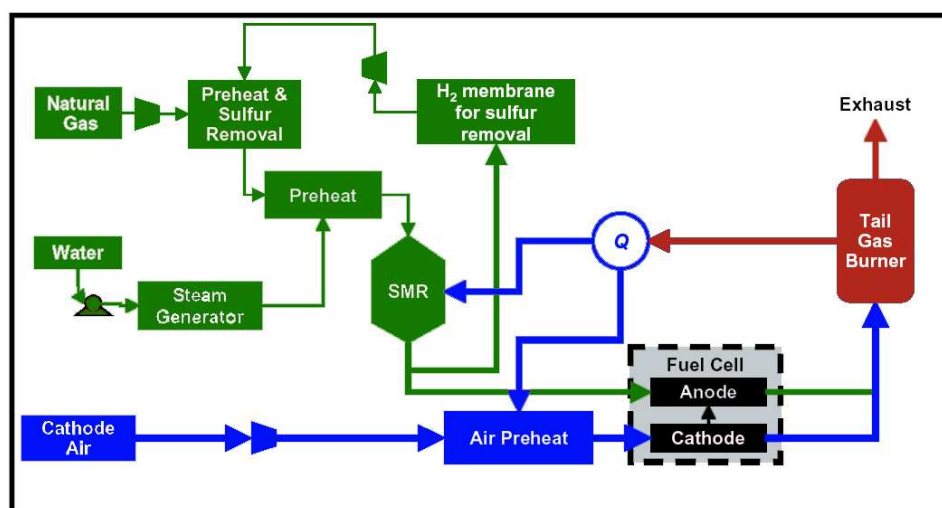 Natural
Gas
Preheat &
Sulfur
Removal
H₂ membrane
for sulfur
removal
Exhaust
Preheat
Tail
Gas
Burner
Water
Q
SMR
Steam
Generator
Fuel Cell
Anode
Cathode
Air
Air Preheat
Cathode